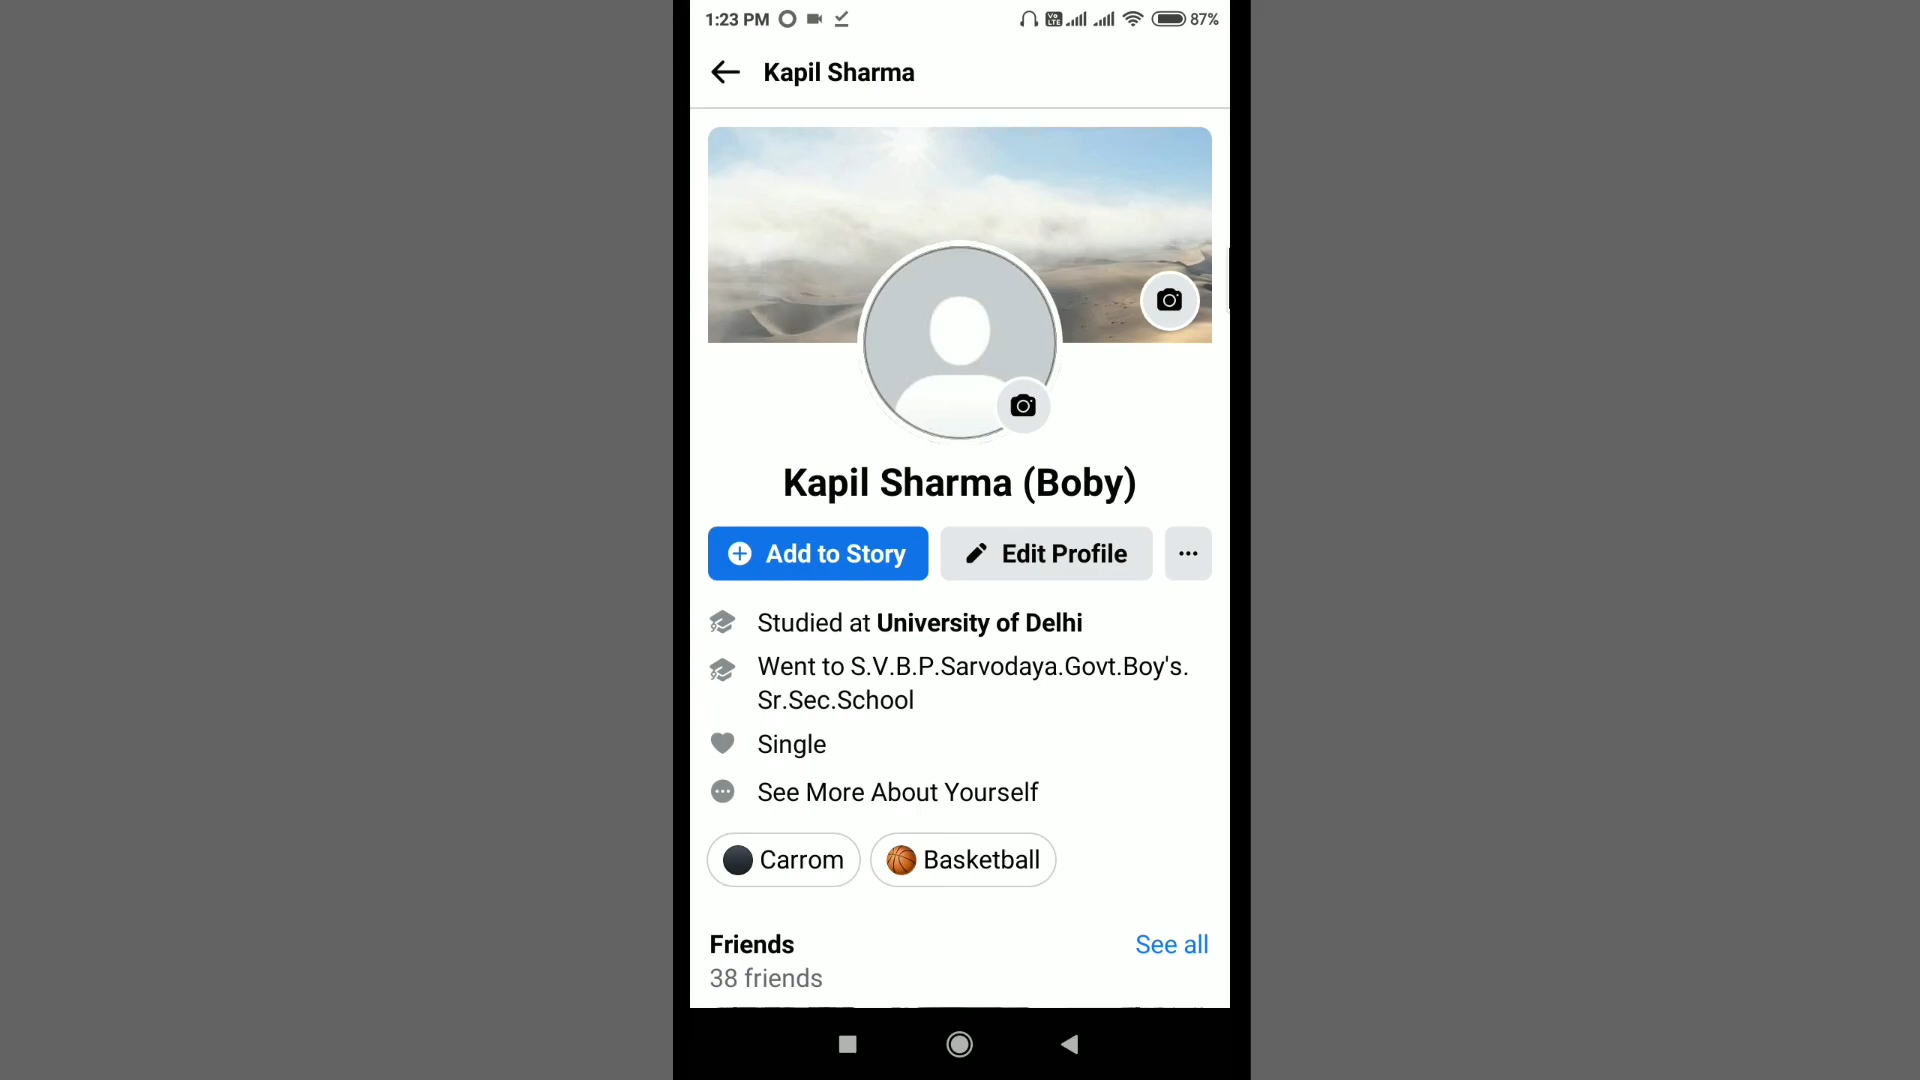 1:23 PM
Vo LTE
87%
Kapil Sharma
Kapil Sharma (Boby)
Add to Story
Edit Profile
Studied at University of Delhi
Went to S.V.B.P.Sarvodaya.Govt.Boy's.
Sr.Sec.School
Single
See More About Yourself
Carrom
Basketball
Friends
See all
38 friends